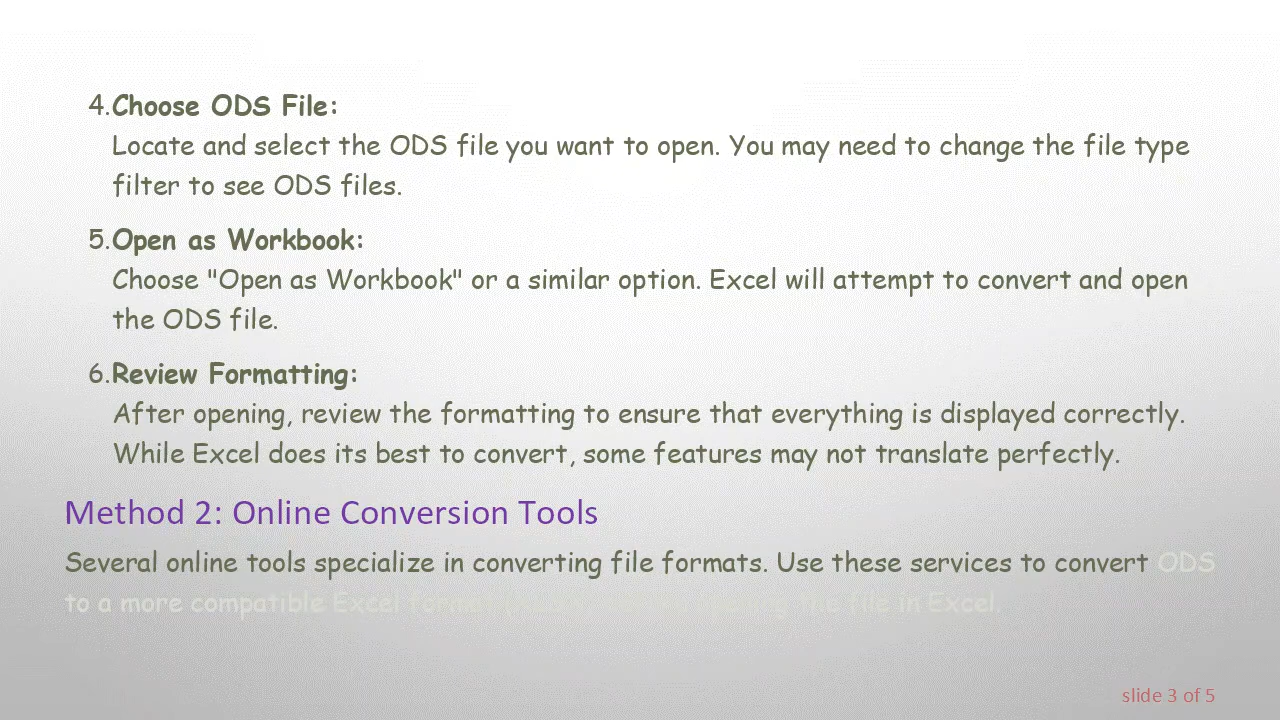 4.Choose ODS File:
Locate and select the ODS file you want to open. You may need to change the file type
filter to see ODS files.
5.Open as Workbook:
Choose "Open as Workbook" or a similar option. Excel will attempt to convert and open
the ODS file.
6.Review Formatting:
After opening, review the formatting to ensure that everything is displayed correctly.
While Excel does its best to convert, some features may not translate perfectly.
Method 2: Online Conversion Tools
Several online tools specialize in converting file formats. Use these services to convert ODS
to a more compatible Excel the file in Excel.
slide 3 of 5